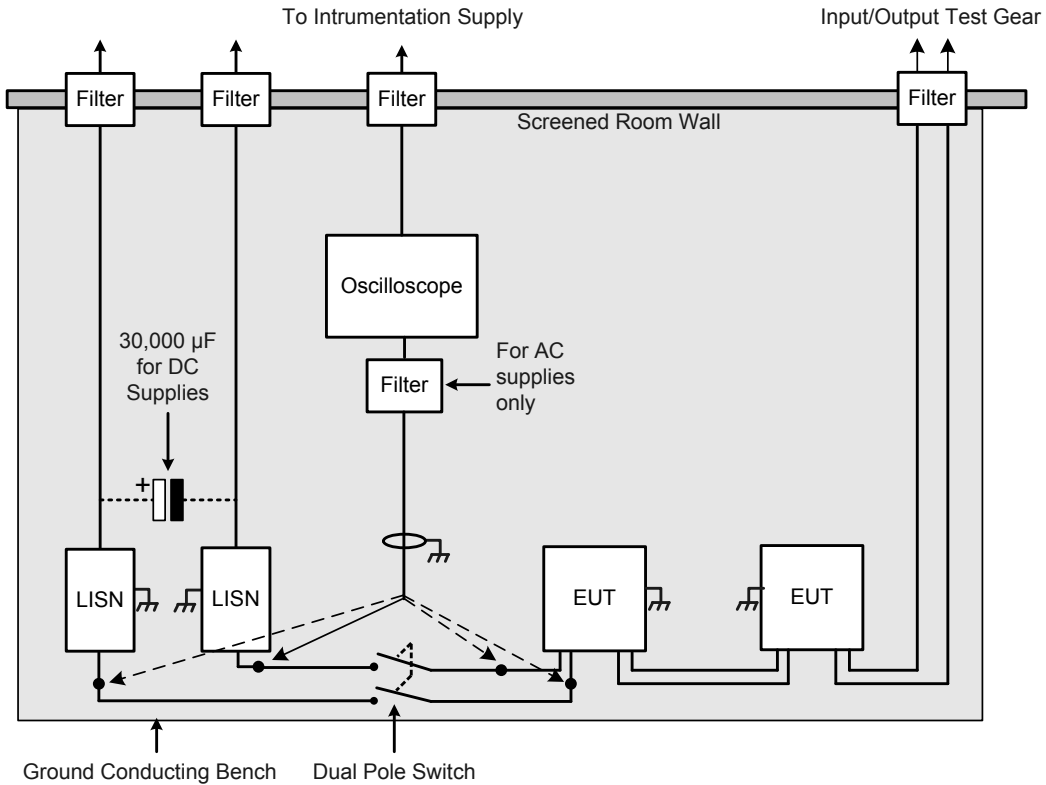 To Intrumentation Supply
Input/Output Test Gear
Filter
Filter
Filter
Filter
Screened Room Wall
Oscilloscope
30,000 µF
for DC
Supplies
Filter
For AC
supplies
only
+
LISN
LISN
EUT
EUT
Ground Conducting Bench
Dual Pole Switch